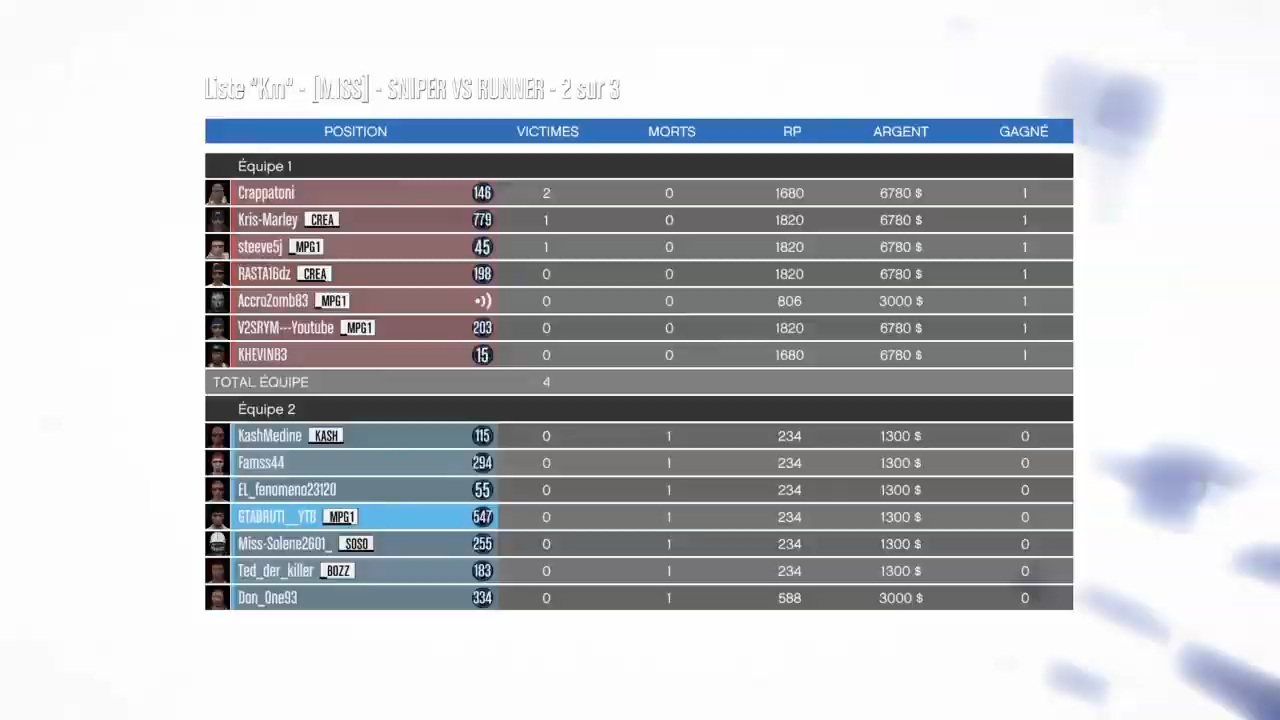 Liste "Km" - [M.ISS] - SNIPER VS RUNNER - 2 sur 3
POSITION VICTIMES MORTS RP ARGENT GAGNÉ
Équipe 1
Crappatoni 146 2 0 1680 6780 $ 1
Kris-Marley CREA 779 1 0 1820 6780 $ 1
steeve5j _MPG1 45 1 0 1820 6780 $ 1
RASTA16dz CREA 198 0 0 1820 6780 $ 1
AccroZomb83 _MPG1 0 0 806 3000 $ 1
V2SRYM---Youtube _MPG1 203 0 0 1820 6780 $ 1
KHEVIN83 15 0 0 1680 6780 $ 1
TOTAL ÉQUIPE 4
Équipe 2
KashMedine KASH 115 0 1 234 1300 $ 0
Famss44 294 0 1 234 1300 $ 0
EL_fenomeno23120 55 0 1 234 1300 $ 0
GTABRUTI__YTB _MPG1 547 0 1 234 1300 $ 0
Miss-Solene2601_ SOSO 255 0 1 234 1300 $ 0
Ted_der_killer _BOZZ 183 0 1 234 1300 $ 0
Don_One93 334 0 1 588 3000 $ 0